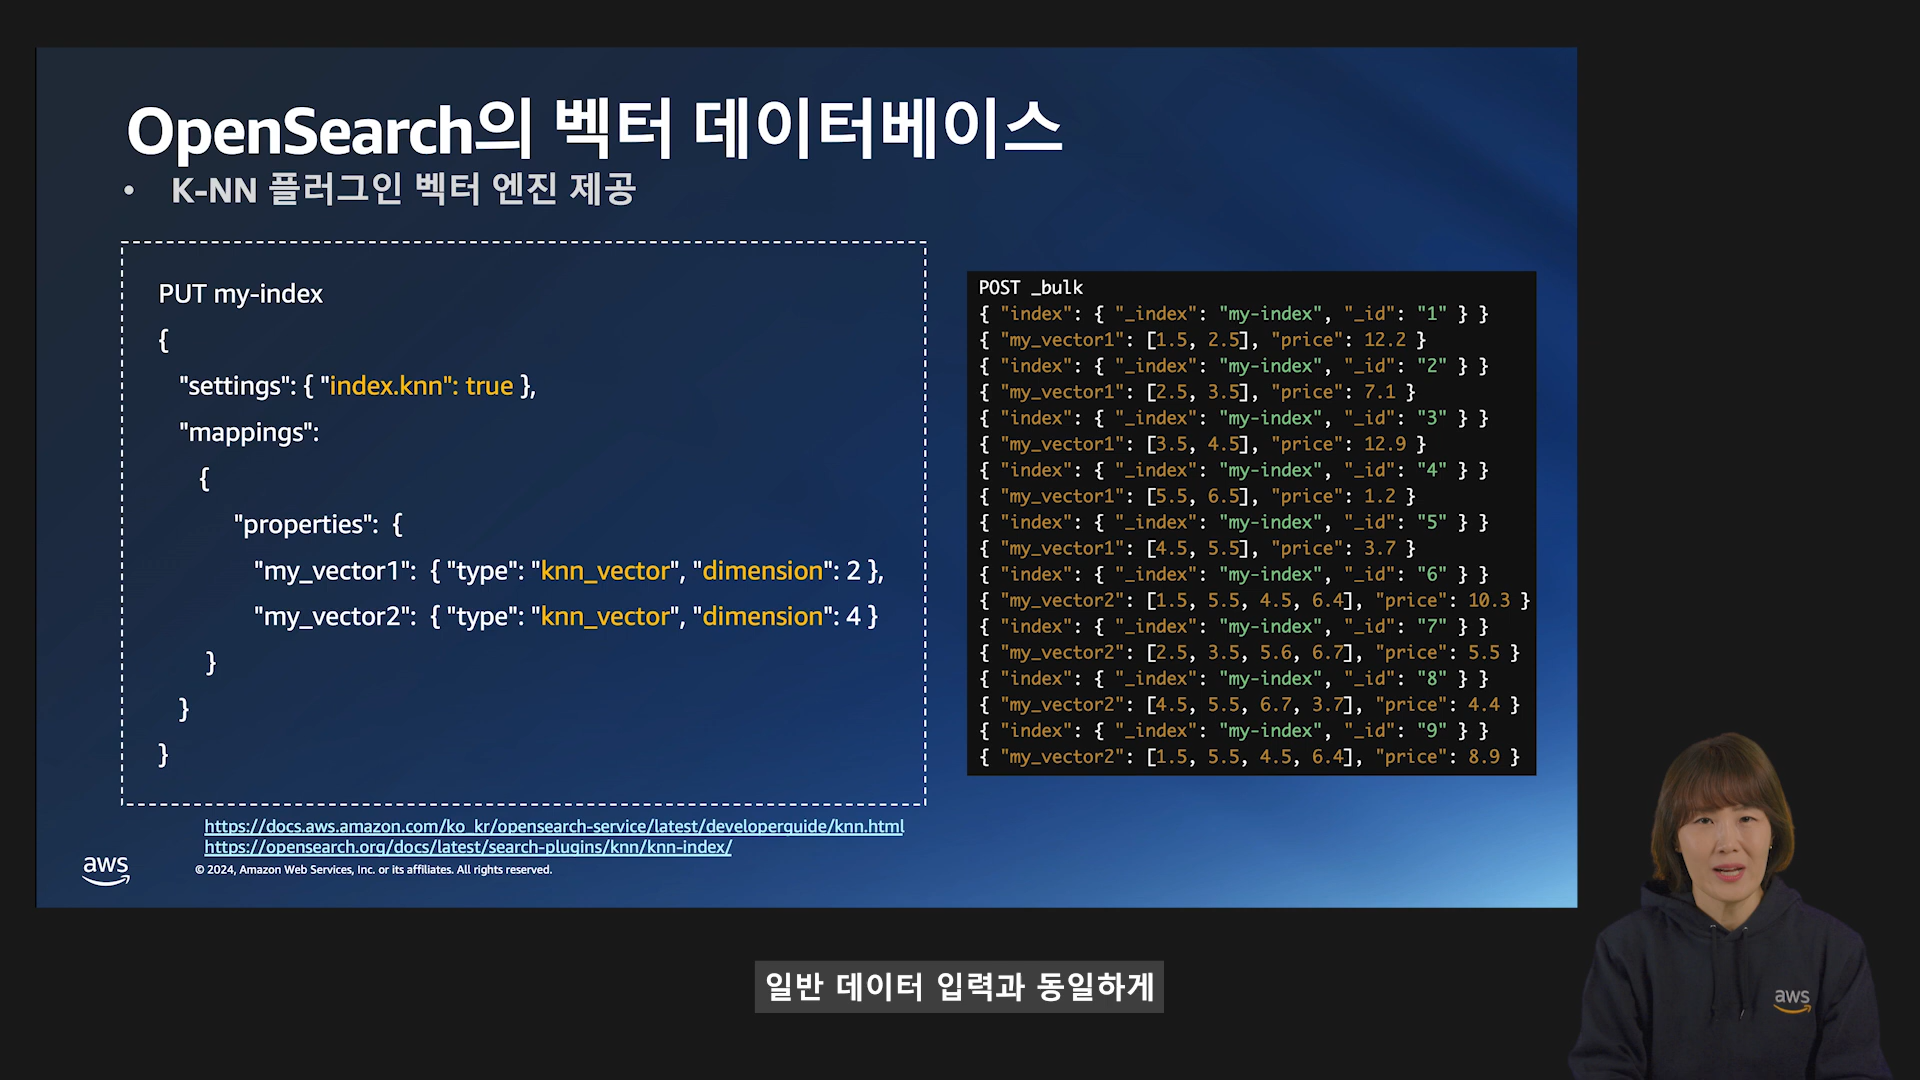 OpenSearch의 벡터 데이터베이스
• K-NN 플러그인 벡터 엔진 제공
PUT my-index
{
"settings": { "index.knn": true },
"mappings":
{
"properties": {
"my_vector1": { "type": "knn_vector", "dimension": 2 },
"my_vector2": { "type": "knn_vector", "dimension": 4 }
}
}
}
POST _bulk
{ "index": { "_index": "my-index", "_id": "1" } }
{ "my_vector1": [1.5, 2.5], "price": 12.2 }
{ "index": { "_index": "my-index", "_id": "2" } }
{ "my_vector1": [2.5, 3.5], "price": 7.1 }
{ "index": { "_index": "my-index", "_id": "3" } }
{ "my_vector1": [3.5, 4.5], "price": 12.9 }
{ "index": { "_index": "my-index", "_id": "4" } }
{ "my_vector1": [5.5, 6.5], "price": 1.2 }
{ "index": { "_index": "my-index", "_id": "5" } }
{ "my_vector1": [4.5, 5.5], "price": 3.7 }
{ "index": { "_index": "my-index", "_id": "6" } }
{ "my_vector2": [1.5, 5.5, 4.5, 6.4], "price": 10.3 }
{ "index": { "_index": "my-index", "_id": "7" } }
{ "my_vector2": [2.5, 3.5, 5.6, 6.7], "price": 5.5 }
{ "index": { "_index": "my-index", "_id": "8" } }
{ "my_vector2": [4.5, 5.5, 6.7, 3.7], "price": 4.4 }
{ "index": { "_index": "my-index", "_id": "9" } }
{ "my_vector2": [1.5, 5.5, 4.5, 6.4], "price": 8.9 }
https://docs.aws.amazon.com/ko_kr/opensearch-service/latest/developerguide/knn.html
https://opensearch.org/docs/latest/search-plugins/knn/knn-index/
aws
© 2024, Amazon Web Services, Inc. or its affiliates. All rights reserved.
aws
일반 데이터 입력과 동일하게